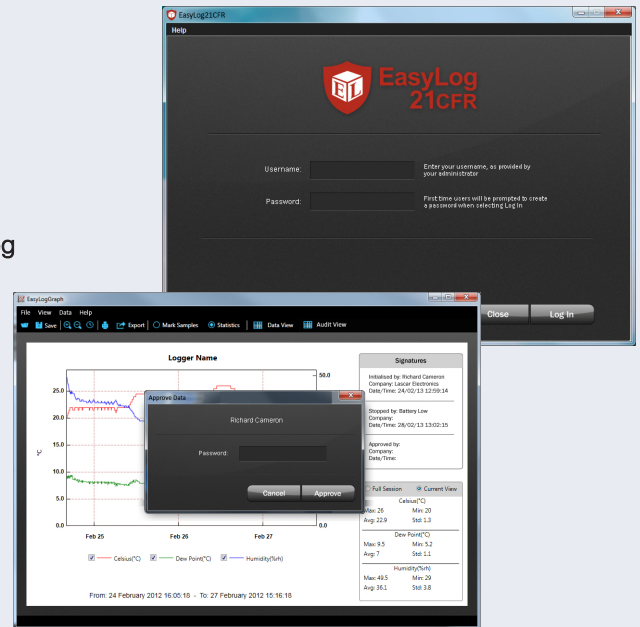 EasyLog21CFR
Help
EL
EasyLog
21CFR
Username:
Enter your username, as provided by
your administrator
Password:
First time users will be prompted to create
a password when selecting Log In
Close
Log In
g
EasyLogGraph
File View Data Help
Save Export Mark Samples Statistics Data View Audit View
Logger Name
50.0
25.0
20.0
15.0
10.0
5.0
0.0
0.0
°C
Feb 25 Feb 26 Feb 27
Celsius(°C) Dew Point(°C) Humidity(%rh)
From: 24 February 2012 16:05:18 - To: 27 February 2012 15:16:18
Approve Data
Richard Cameron
Password:
Cancel Approve
Signatures
Initialised by: Richard Cameron
Company: Lascar Electronics
Date/Time: 24/02/13 12:59:14
Stopped by: Battery Low
Company:
Date/Time: 28/02/13 13:02:15
Approved by:
Company:
Date/Time:
Full Session Current View
Celsius(°C)
Max: 26 Min: 20
Avg: 22.9 Std: 1.3
Dew Point(°C)
Max: 9.5 Min: 5.2
Avg: 7 Std: 1.1
Humidity(%rh)
Max: 49.5 Min: 29
Avg: 36.1 Std: 3.8